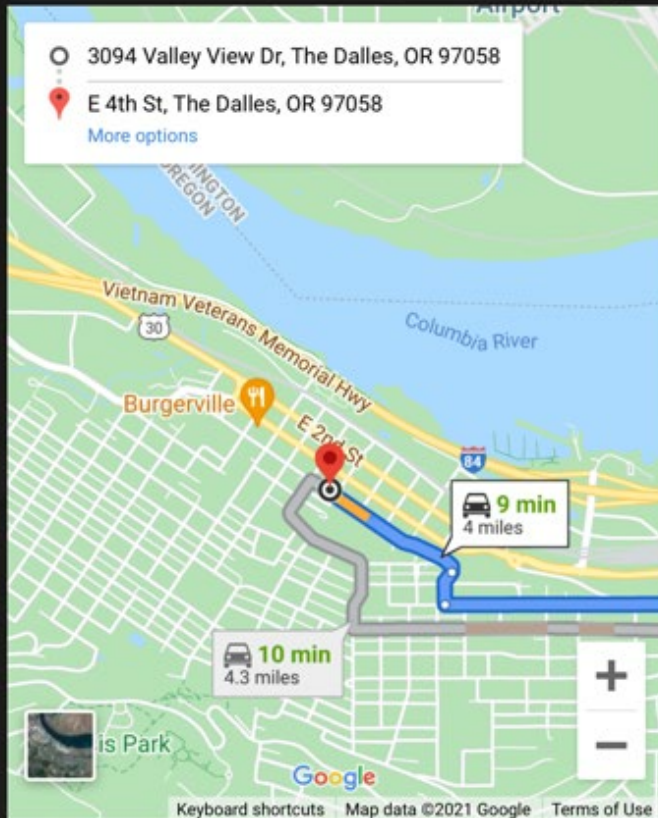 Airport
3094 Valley View Dr, The Dalles, OR 97058
E 4th St, The Dalles, OR 97058
More options
OREGON
Vietnam Veterans Memorial Hwy
30
Columbia River
Burgerville
E 2nd St
84
9 min
4 miles
10 min
4.3 miles
is Park
Google
Keyboard shortcuts
Map data ©2021 Google
Terms of Use